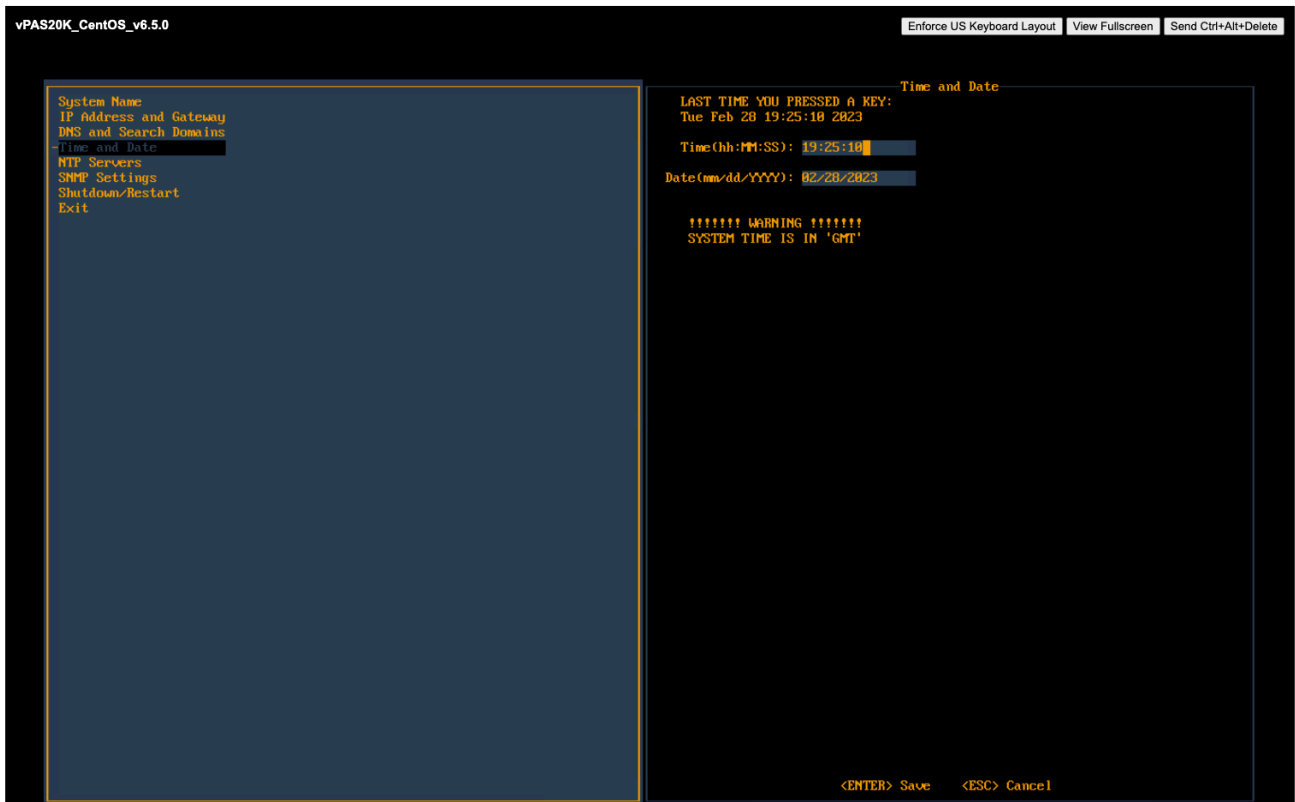 vPAS20K_CentOS_v6.5.0
Enforce US Keyboard Layout View Fullscreen Send Ctrl+Alt+Delete
System Name
IP Address and Gateway
DNS and Search Domains
Time and Date
NTP Servers
SNMP Settings
Shutdown/Restart
Exit
Time and Date
LAST TIME YOU PRESSED A KEY:
Tue Feb 28 19:25:10 2023
Time(hh:MM:SS): 19:25:10
Date(mm/dd/YYYY): 02/28/2023
!!!!!!! WARNING !!!!!!!
SYSTEM TIME IS IN 'GMT'
<ENTER> Save <ESC> Cancel